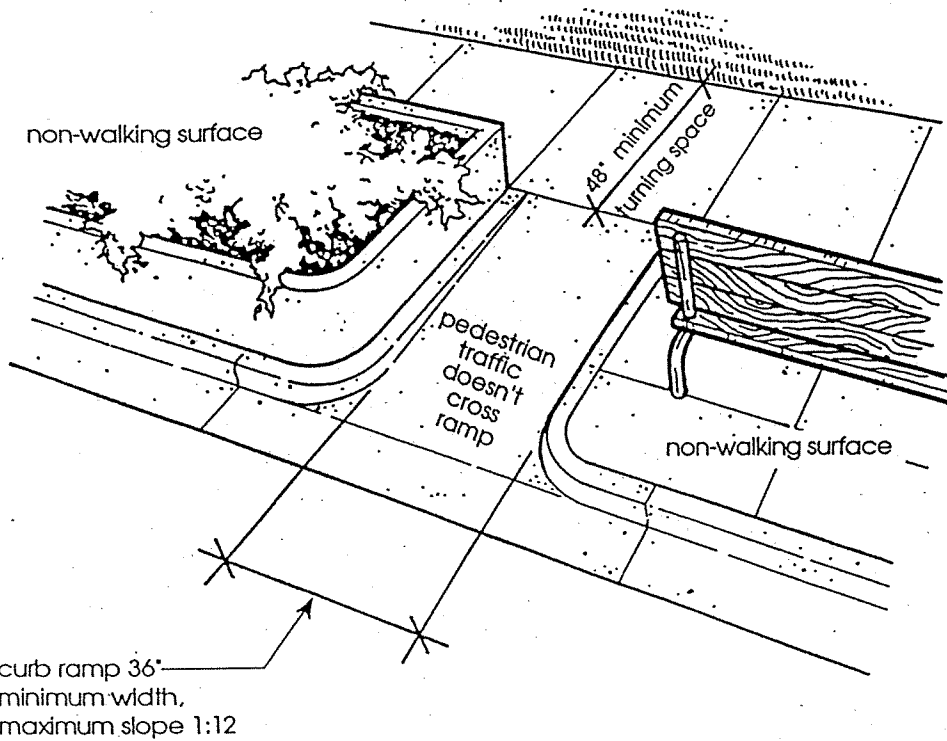 non-walking surface
48" minimum
turning space
pedestrian
traffic
doesn't
cross
ramp
non-walking surface
curb ramp 36"
minimum width,
maximum slope 1:12